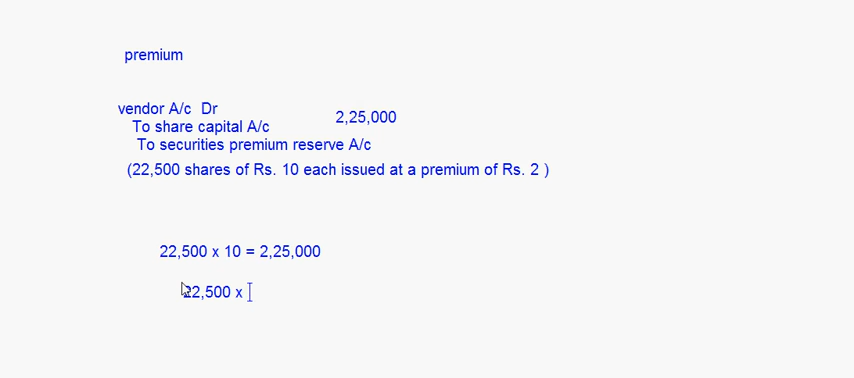 premium
vendor A/c Dr
To share capital A/c 2,25,000
To securities premium reserve A/c
(22,500 shares of Rs. 10 each issued at a premium of Rs. 2 )
22,500 x 10 = 2,25,000
22,500 x